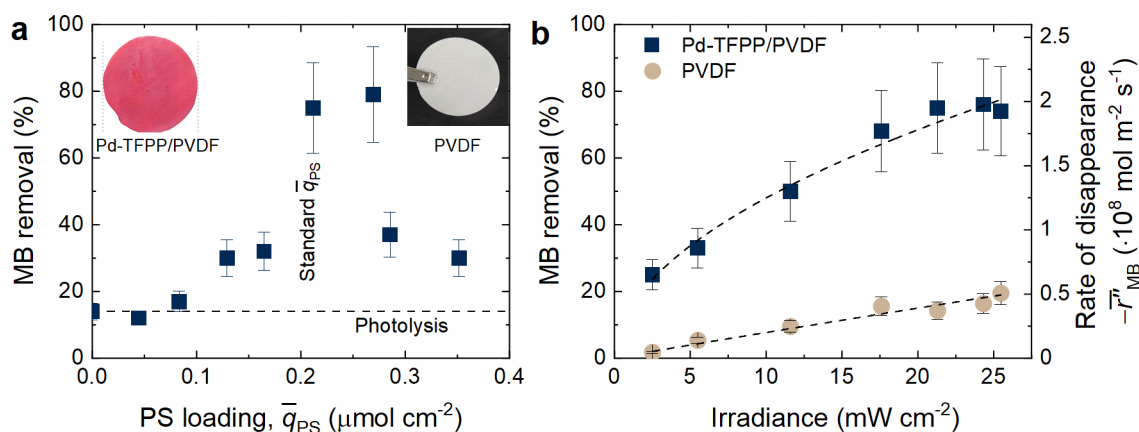 a
MB removal (%)
100
80
60
40
20
0
0.0
0.1
0.2
0.3
0.4
PS loading, q̅PS (μmol cm-2)
Pd-TFPP/PVDF
PVDF
Standard q̅PS
Photolysis
b
MB removal (%)
100
80
60
40
20
0
0
5
10
15
20
25
Irradiance (mW cm-2)
Pd-TFPP/PVDF
PVDF
2.5
2
1.5
1
0.5
0
Rate of disappearance
−r̅″MB (·10⁸ mol m-2 s-1)